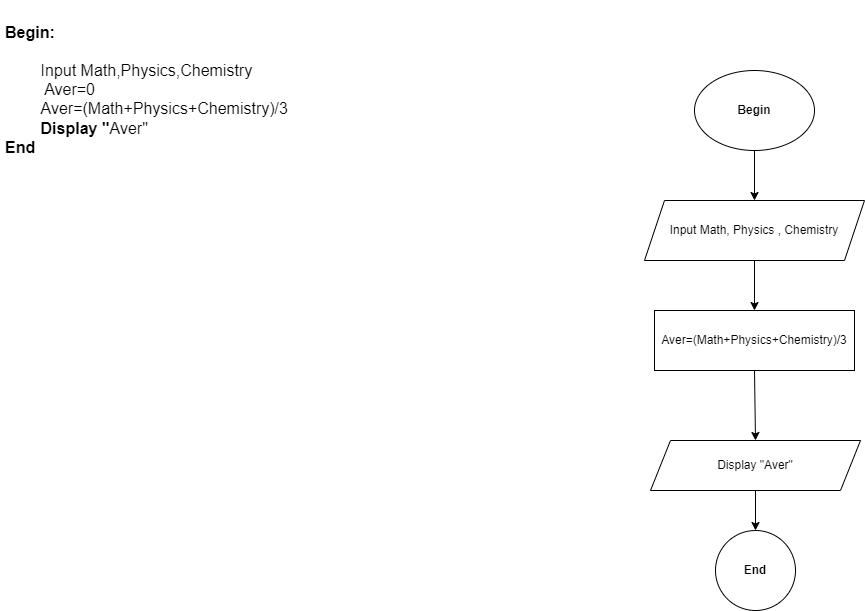 Begin:
Input Math,Physics,Chemistry
Aver=0
Aver=(Math+Physics+Chemistry)/3
Display "Aver"
End
Begin
Input Math, Physics , Chemistry
Aver=(Math+Physics+Chemistry)/3
Display "Aver"
End